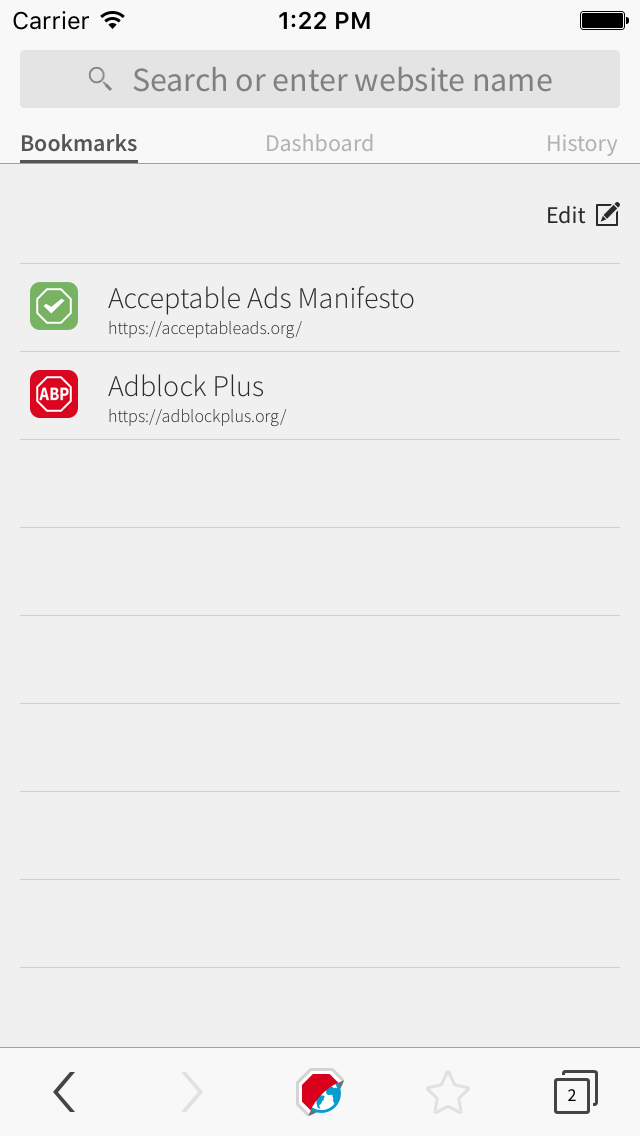 Carrier 1:22 PM
Search or enter website name
Bookmarks Dashboard History
Edit
Acceptable Ads Manifesto
https://acceptableads.org/
ABP Adblock Plus
https://adblockplus.org/
2